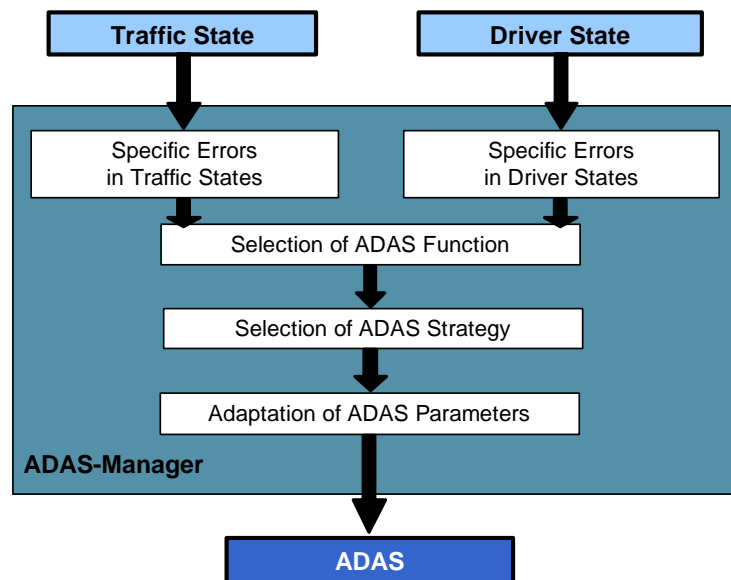 Traffic State
Driver State
Specific Errors
in Traffic States
Specific Errors
in Driver States
Selection of ADAS Function
Selection of ADAS Strategy
Adaptation of ADAS Parameters
ADAS-Manager
ADAS